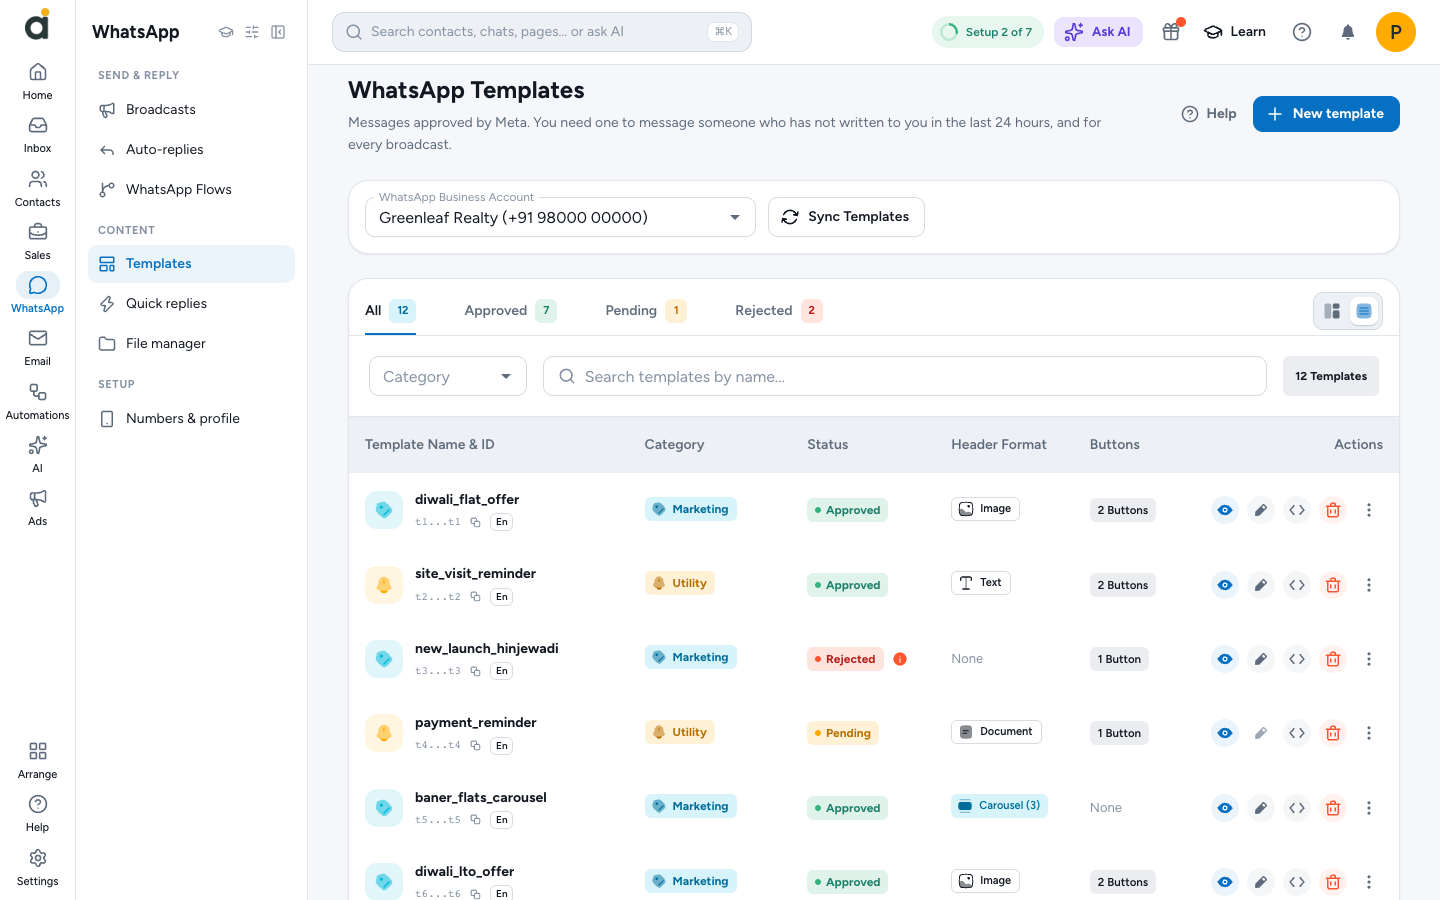 WhatsApp
Search contacts, chats, pages... or ask AI
⌘K
Setup 2 of 7
Ask AI
Learn
P
Home
Inbox
Contacts
Sales
WhatsApp
Email
Automations
AI
Ads
Arrange
Help
Settings
SEND & REPLY
Broadcasts
Auto-replies
WhatsApp Flows
CONTENT
Templates
Quick replies
File manager
SETUP
Numbers & profile
WhatsApp Templates
Messages approved by Meta. You need one to message someone who has not written to you in the last 24 hours, and for
every broadcast.
Help
New template
WhatsApp Business Account
Greenleaf Realty (+91 98000 00000)
Sync Templates
All 12
Approved 7
Pending 1
Rejected 2
Category
Search templates by name...
12 Templates
Template Name & ID Category Status Header Format Buttons Actions
diwali_flat_offer
t1...t1 En
Marketing Approved Image 2 Buttons
site_visit_reminder
t2...t2 En
Utility Approved Text 2 Buttons
new_launch_hinjewadi
t3...t3 En
Marketing Rejected None 1 Button
payment_reminder
t4...t4 En
Utility Pending Document 1 Button
baner_flats_carousel
t5...t5 En
Marketing Approved Carousel (3) None
diwali_lto_offer
t6...t6 En
Marketing Approved Image 2 Buttons